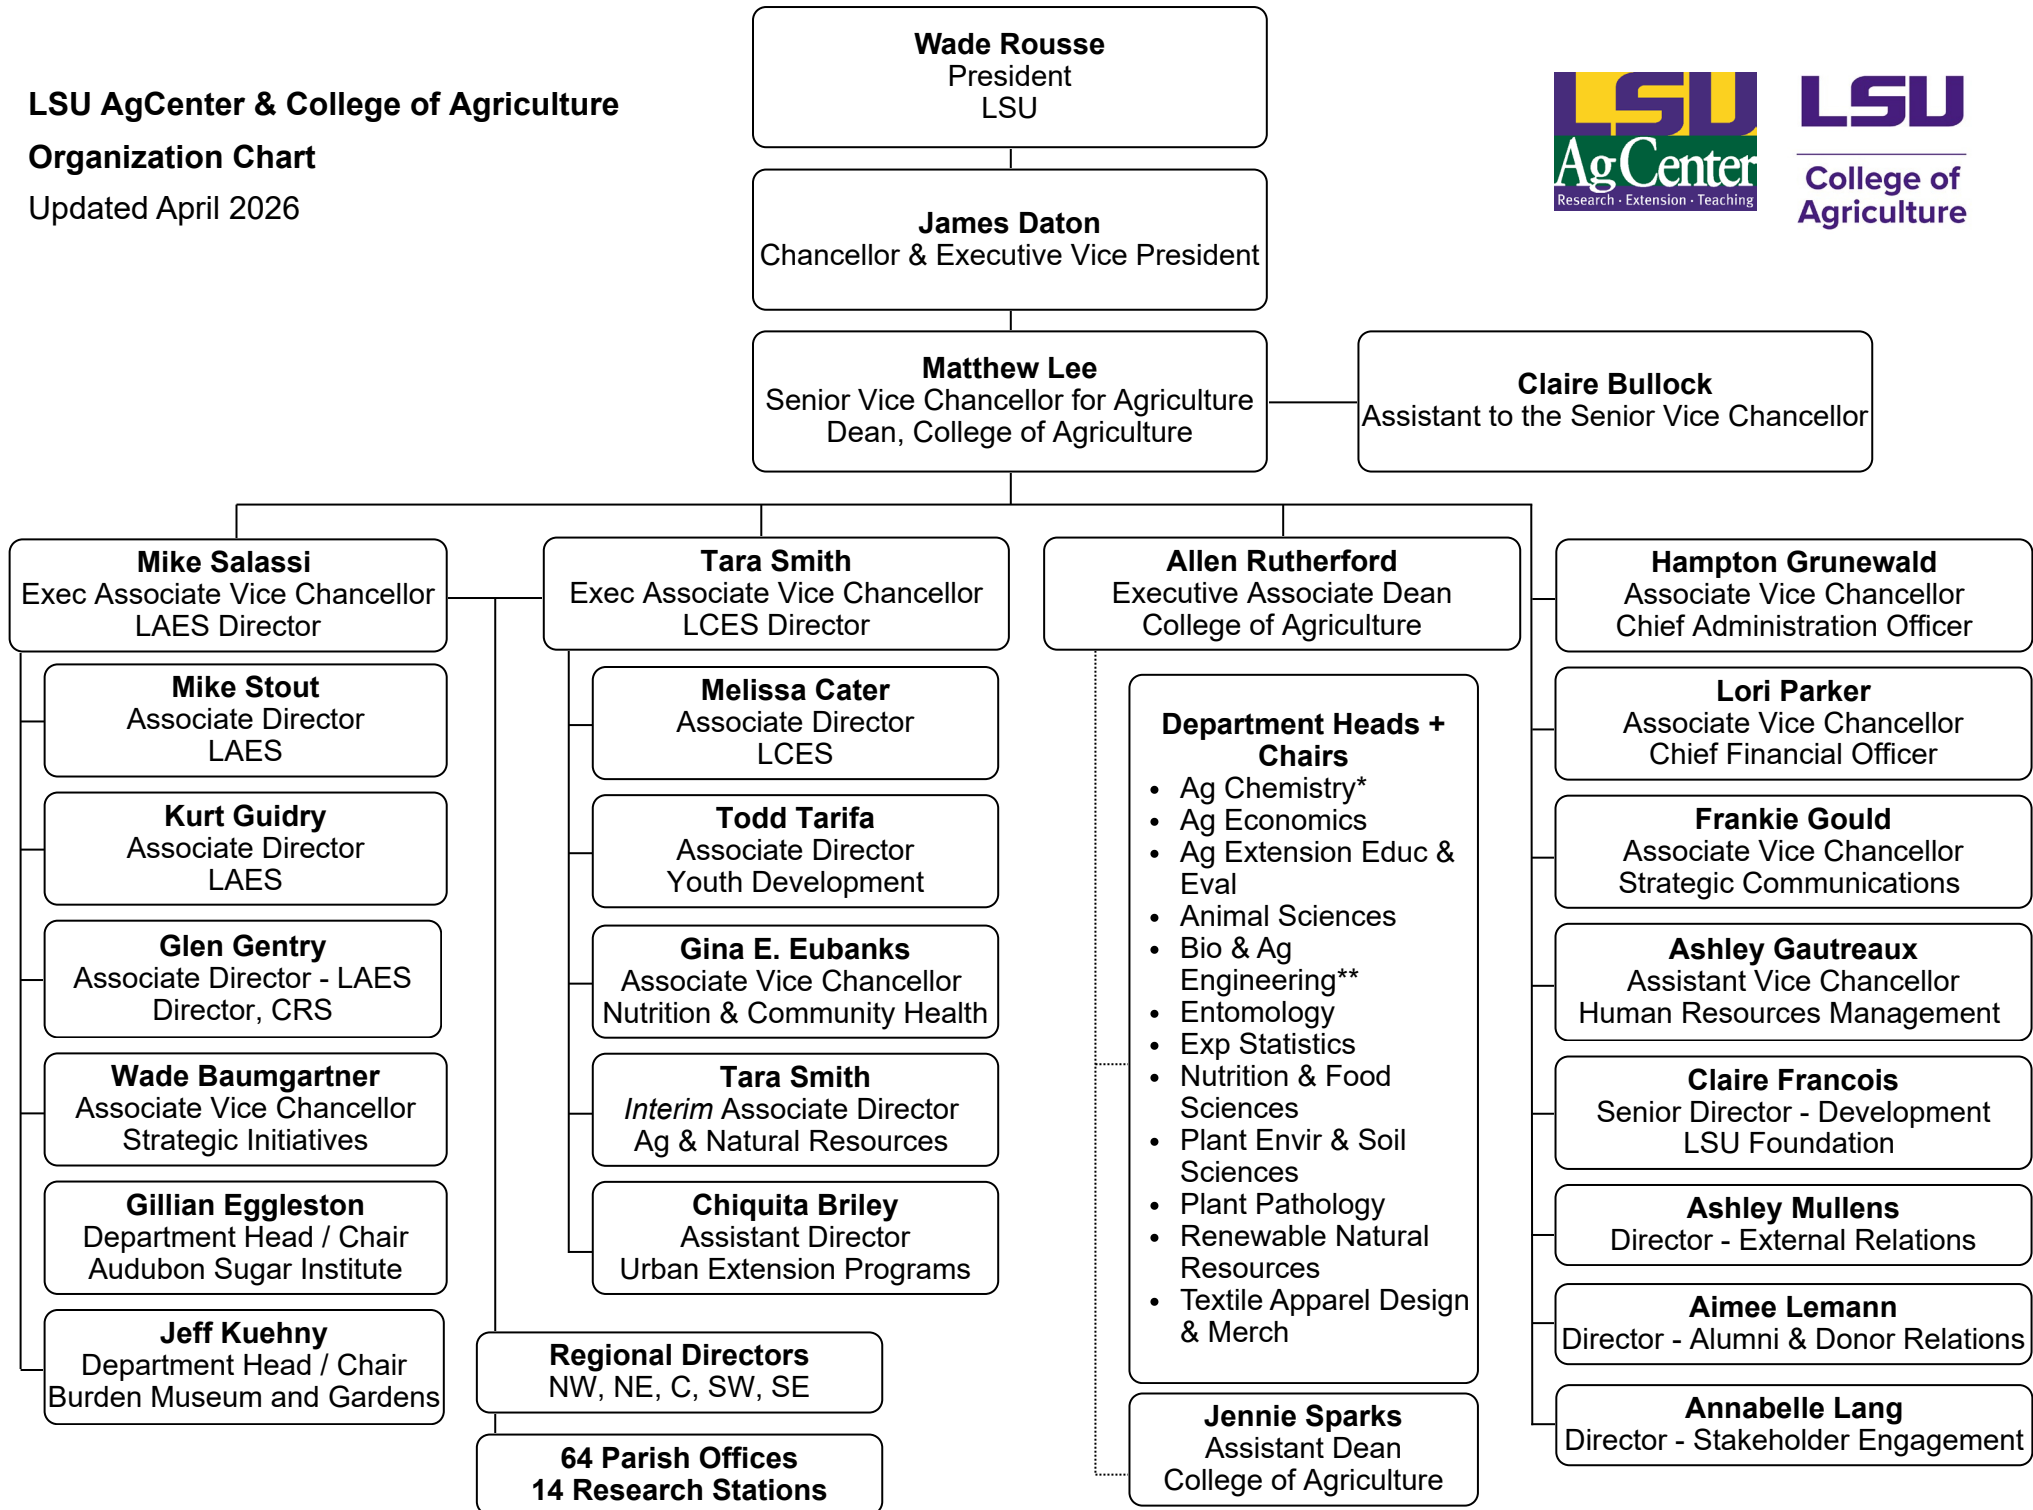 LSU AgCenter & College of Agriculture
Organization Chart
Updated April 2026
Wade Rousse
President
LSU
LSU
AgCenter
Research · Extension · Teaching
LSU
College of
Agriculture
James Daton
Chancellor & Executive Vice President
Matthew Lee
Senior Vice Chancellor for Agriculture
Dean, College of Agriculture
Claire Bullock
Assistant to the Senior Vice Chancellor
Mike Salassi
Exec Associate Vice Chancellor
LAES Director
Mike Stout
Associate Director
LAES
Kurt Guidry
Associate Director
LAES
Glen Gentry
Associate Director - LAES
Director, CRS
Wade Baumgartner
Associate Vice Chancellor
Strategic Initiatives
Gillian Eggleston
Department Head / Chair
Audubon Sugar Institute
Jeff Kuehny
Department Head / Chair
Burden Museum and Gardens
Tara Smith
Exec Associate Vice Chancellor
LCES Director
Melissa Cater
Associate Director
LCES
Todd Tarifa
Associate Director
Youth Development
Gina E. Eubanks
Associate Vice Chancellor
Nutrition & Community Health
Tara Smith
Interim Associate Director
Ag & Natural Resources
Chiquita Briley
Assistant Director
Urban Extension Programs
Regional Directors
NW, NE, C, SW, SE
64 Parish Offices
14 Research Stations
Allen Rutherford
Executive Associate Dean
College of Agriculture
Department Heads +
Chairs
• Ag Chemistry*
• Ag Economics
• Ag Extension Educ &
Eval
• Animal Sciences
• Bio & Ag
Engineering**
• Entomology
• Exp Statistics
• Nutrition & Food
Sciences
• Plant Envir & Soil
Sciences
• Plant Pathology
• Renewable Natural
Resources
• Textile Apparel Design
& Merch
Jennie Sparks
Assistant Dean
College of Agriculture
Hampton Grunewald
Associate Vice Chancellor
Chief Administration Officer
Lori Parker
Associate Vice Chancellor
Chief Financial Officer
Frankie Gould
Associate Vice Chancellor
Strategic Communications
Ashley Gautreaux
Assistant Vice Chancellor
Human Resources Management
Claire Francois
Senior Director - Development
LSU Foundation
Ashley Mullens
Director - External Relations
Aimee Lemann
Director - Alumni & Donor Relations
Annabelle Lang
Director - Stakeholder Engagement